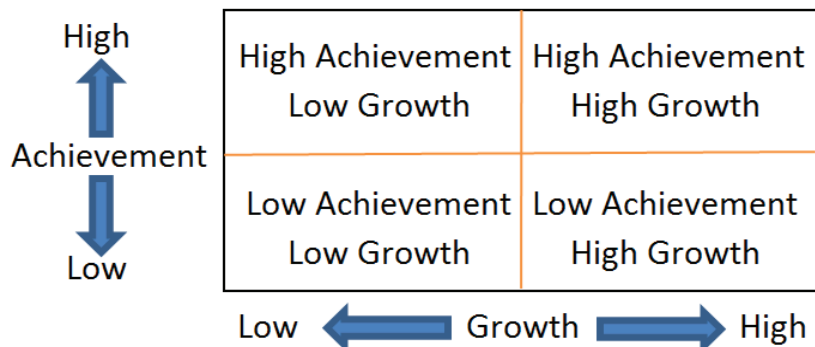 High
Achievement
Low
High Achievement
Low Growth
High Achievement
High Growth
Low Achievement
Low Growth
Low Achievement
High Growth
Low Growth High